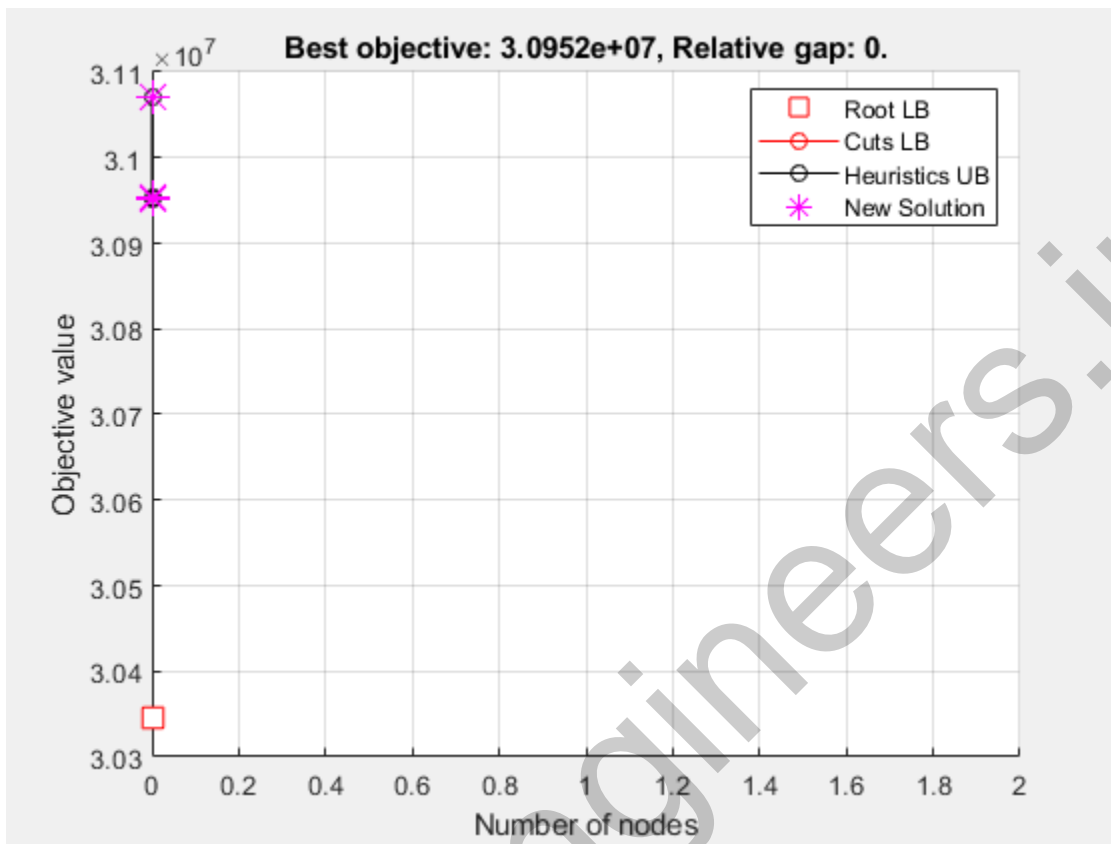 Best objective: 3.0952e+07, Relative gap: 0.
×10^7
3.11
3.1
3.09
3.08
3.07
3.06
3.05
3.04
3.03
Objective value
Root LB
Cuts LB
Heuristics UB
New Solution
0 0.2 0.4 0.6 0.8 1 1.2 1.4 1.6 1.8 2
Number of nodes
gineers.i